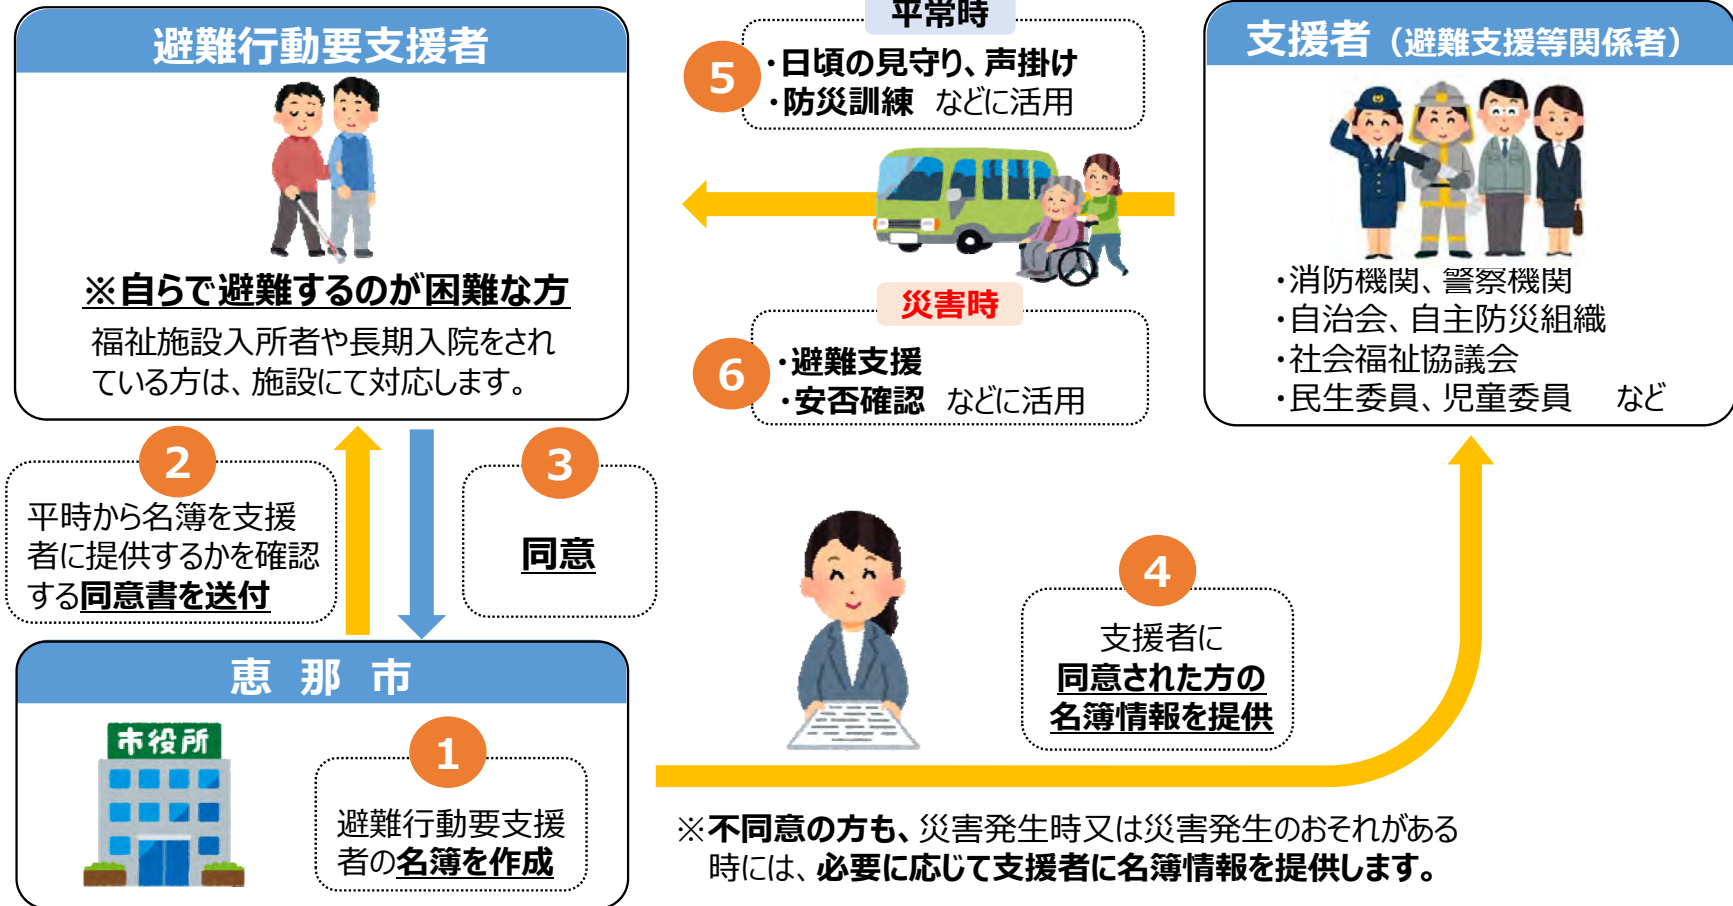 避難行動要支援者
※自らで避難するのが困難な方
福祉施設入所者や長期入院をされ
ている方は、施設にて対応します。
平常時
5
・日頃の見守り、声掛け
・防災訓練 などに活用
災害時
6
・避難支援
・安否確認 などに活用
支援者（避難支援等関係者）
・消防機関、警察機関
・自治会、自主防災組織
・社会福祉協議会
・民生委員、児童委員 など
2
平時から名簿を支援
者に提供するかを確認
する同意書を送付
3
同意
4
支援者に
同意された方の
名簿情報を提供
恵那市
市役所
1
避難行動要支援
者の名簿を作成
※不同意の方も、災害発生時又は災害発生のおそれがある
時には、必要に応じて支援者に名簿情報を提供します。